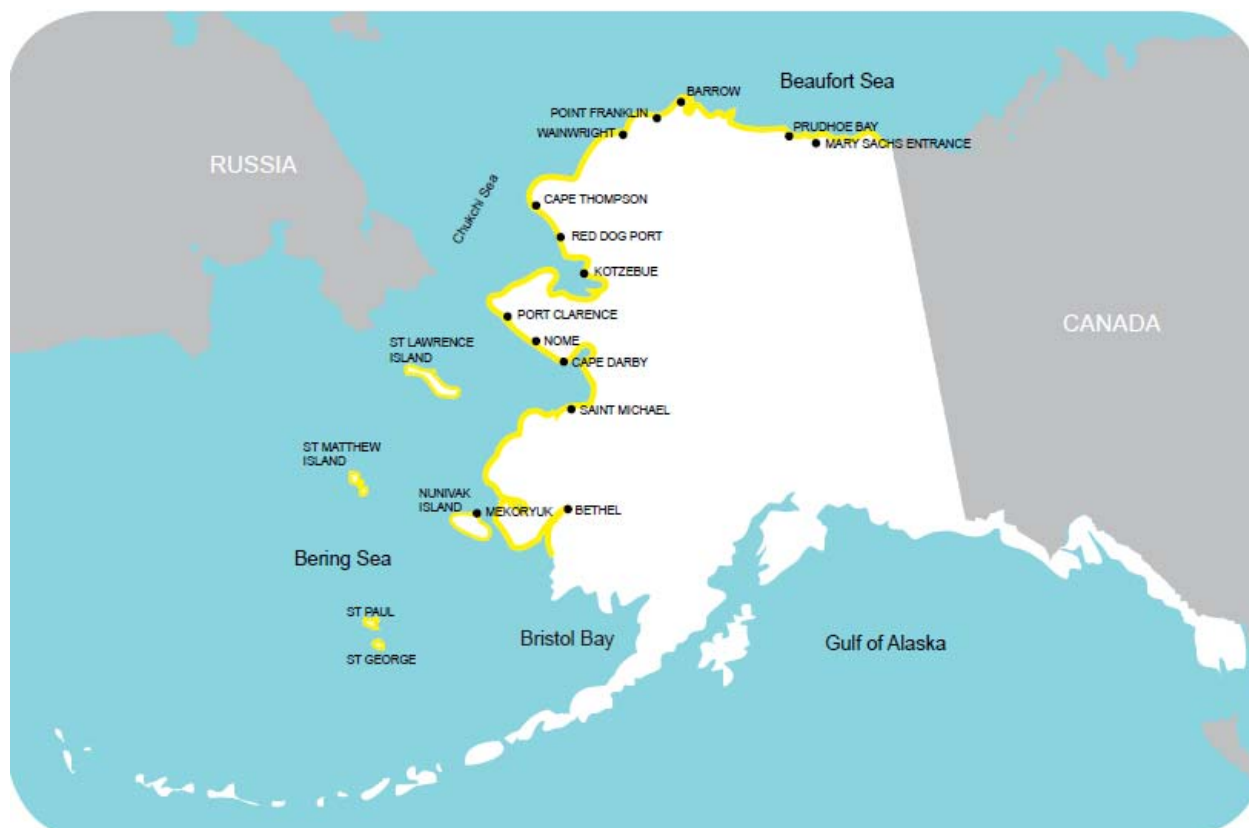 Beaufort Sea
BARROW
POINT FRANKLIN
WAINWRIGHT
PRUDHOE BAY
MARY SACHS ENTRANCE
RUSSIA
CAPE THOMPSON
Chukchi Sea
RED DOG PORT
KOTZEBUE
PORT CLARENCE
CANADA
NOME
ST LAWRENCE
ISLAND
CAPE DARBY
SAINT MICHAEL
ST MATTHEW
ISLAND
NUNIVAK
ISLAND
MEKORYUK
BETHEL
Bering Sea
ST PAUL
Bristol Bay
Gulf of Alaska
ST GEORGE